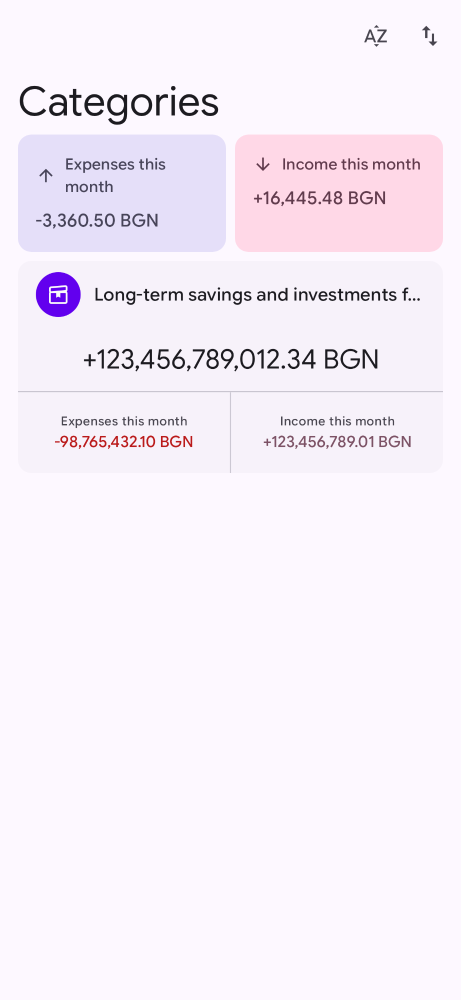 AZ
Categories
Expenses this
month
-3,360.50 BGN
Income this month
+16,445.48 BGN
Long-term savings and investments f...
+123,456,789,012.34 BGN
Expenses this month
-98,765,432.10 BGN
Income this month
+123,456,789.01 BGN